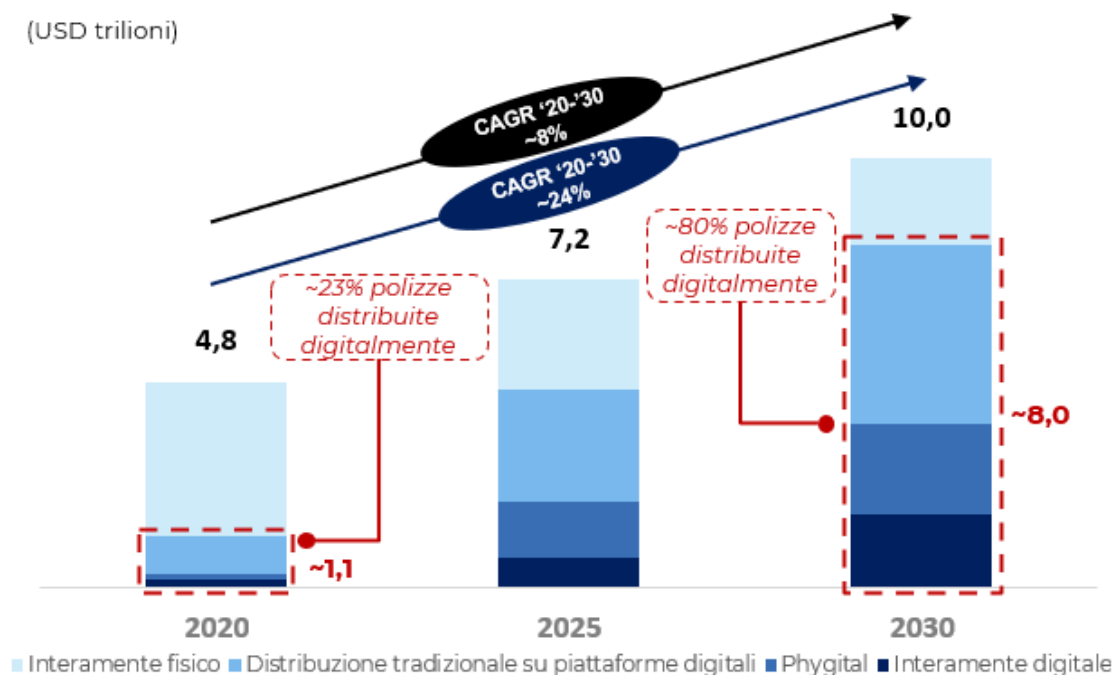 (USD trilioni)
CAGR ‘20-’30
~8%
CAGR ‘20-’30
~24%
10,0
7,2
~80% polizze
distribuite
digitalmente
~23% polizze
distribuite
digitalmente
4,8
~8,0
~1,1
2020
2025
2030
Interamente fisico
Distribuzione tradizionale su piattaforme digitali
Phygital
Interamente digitale